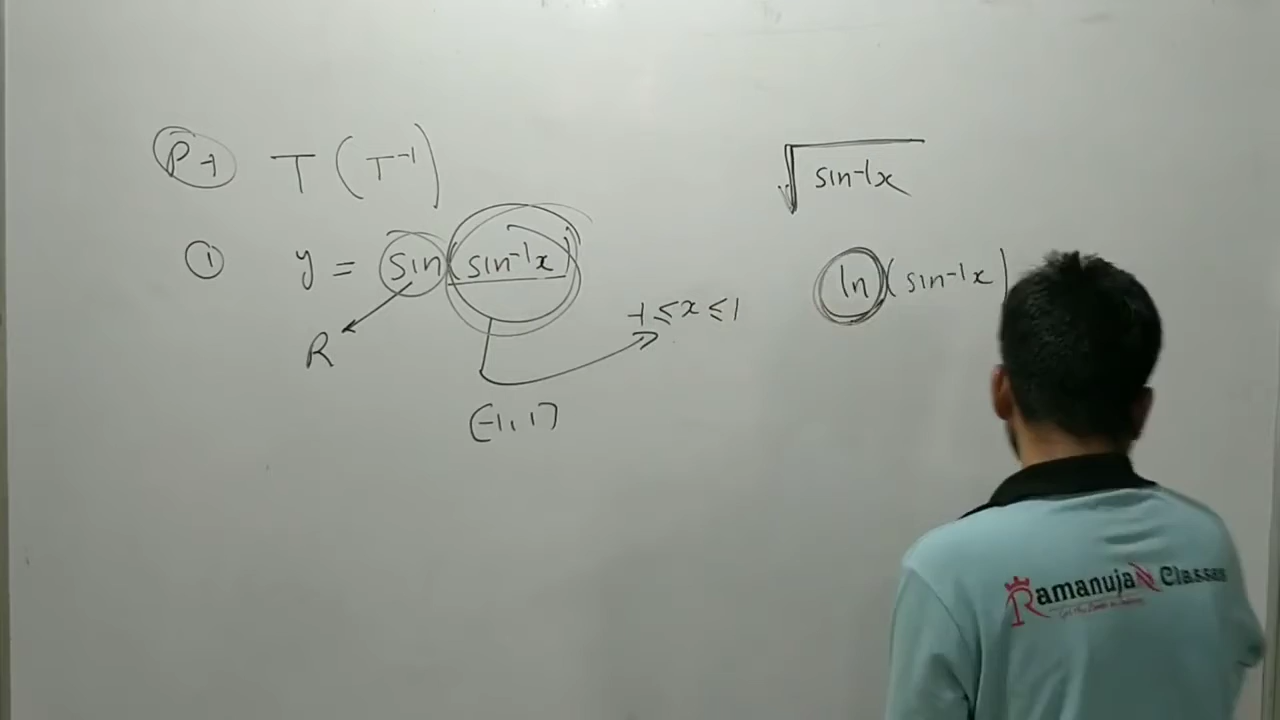 P-1 T(T⁻¹)
① y = sin(sin⁻¹x)
R
-1 ≤ x ≤ 1
[-1, 1]
√sin⁻¹x
ln(sin⁻¹x)
Ramanujan Classes